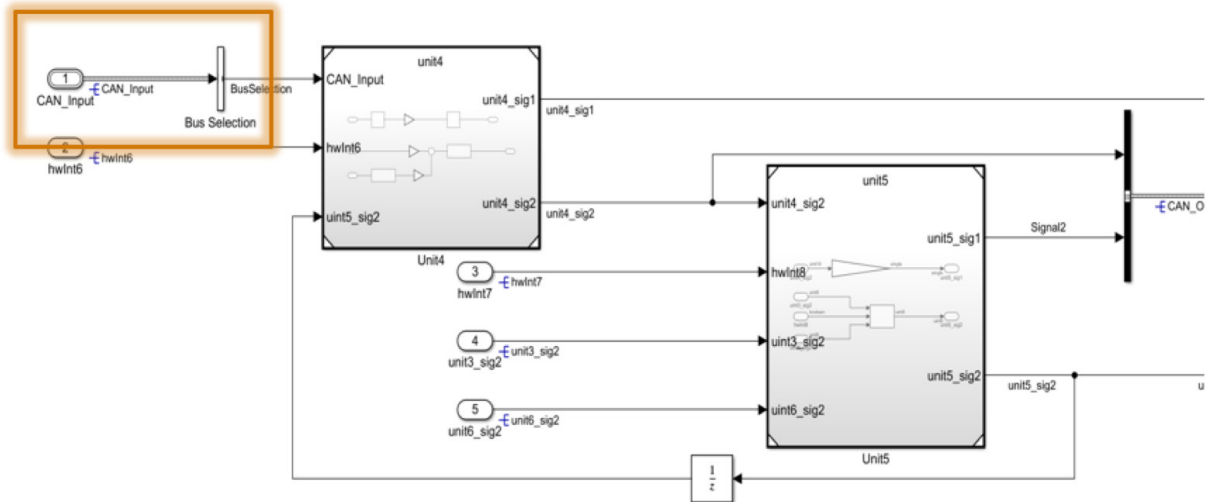 1
CAN_Input
CAN_Input
BusSelection
Bus Selection
2
hwInt6
hwInt6
unit4
CAN_Input
hwInt6
uint5_sig2
unit4_sig1
unit4_sig2
Unit4
unit4_sig1
unit4_sig2
3
hwInt7
hwInt7
4
unit3_sig2
unit3_sig2
5
unit6_sig2
unit6_sig2
unit5
unit4_sig2
hwInt8
uint3_sig2
uint6_sig2
unit5_sig1
unit5_sig2
Unit5
Signal2
unit5_sig2
CAN_O
u
1
z